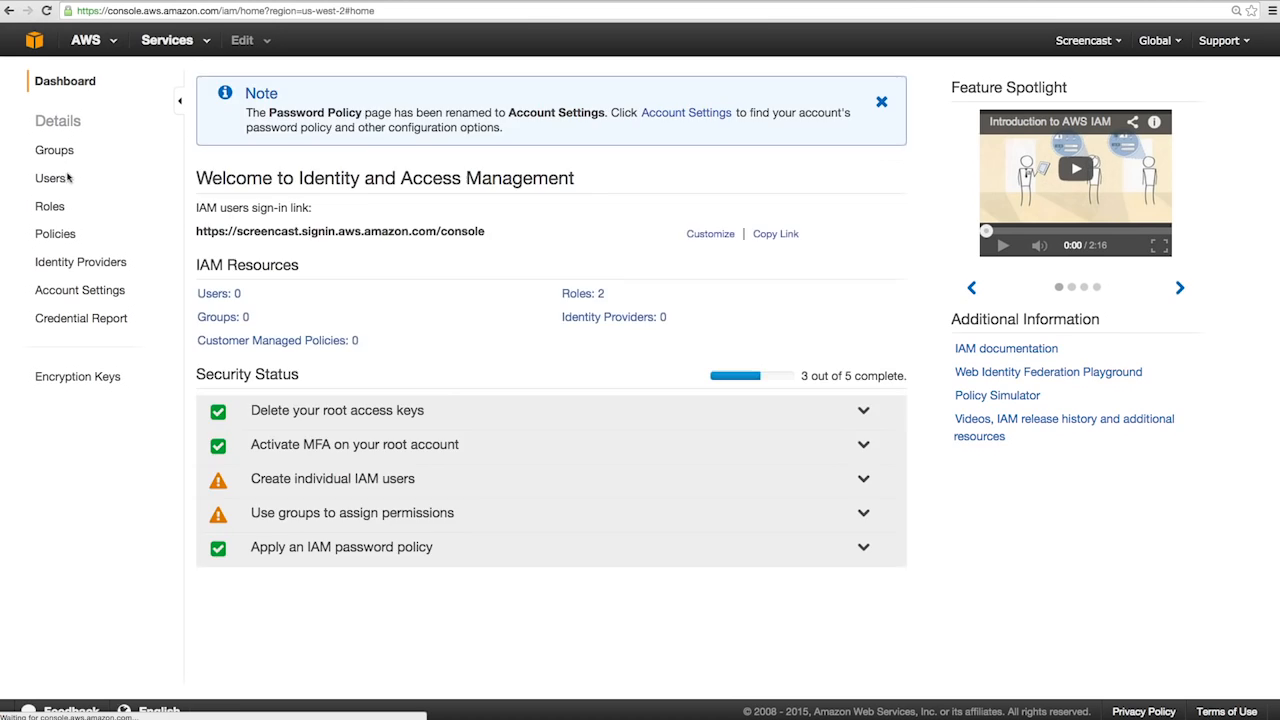 https://console.aws.amazon.com/iam/home?region=us-west-2#home
AWS Services Edit Screencast Global Support
Dashboard
Details
Groups
Users
Roles
Policies
Identity Providers
Account Settings
Credential Report
Encryption Keys
Note
The Password Policy page has been renamed to Account Settings. Click Account Settings to find your account's
password policy and other configuration options.
Welcome to Identity and Access Management
IAM users sign-in link:
https://screencast.signin.aws.amazon.com/console
Customize | Copy Link
IAM Resources
Users: 0 Roles: 2
Groups: 0 Identity Providers: 0
Customer Managed Policies: 0
Security Status 3 out of 5 complete.
Delete your root access keys
Activate MFA on your root account
Create individual IAM users
Use groups to assign permissions
Apply an IAM password policy
Feature Spotlight
Introduction to AWS IAM
0:00 / 2:16
Additional Information
IAM documentation
Web Identity Federation Playground
Policy Simulator
Videos, IAM release history and additional
resources
Feedback English
Waiting for console.aws.amazon.com...
© 2008 - 2015, Amazon Web Services, Inc. or its affiliates. All rights reserved. Privacy Policy Terms of Use